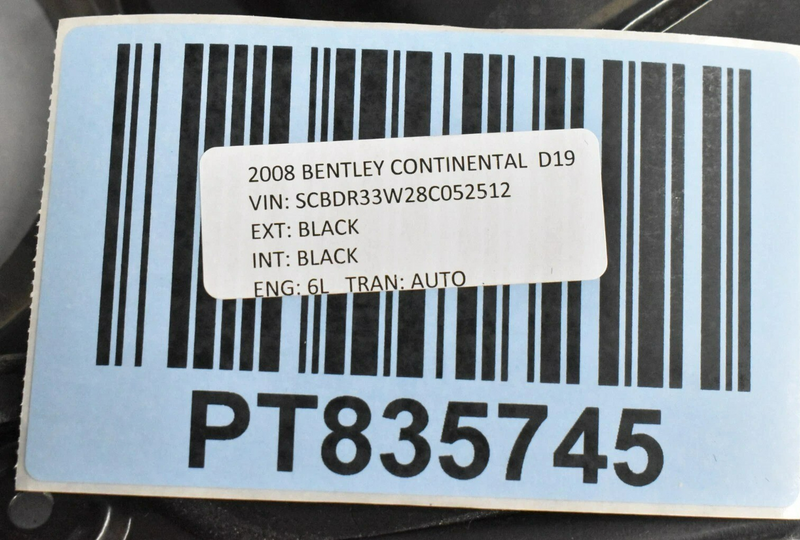 2008 BENTLEY CONTINENTAL D19
VIN: SCBDR33W28C052512
EXT: BLACK
INT: BLACK
ENG: 6L TRAN: AUTO
PT835745